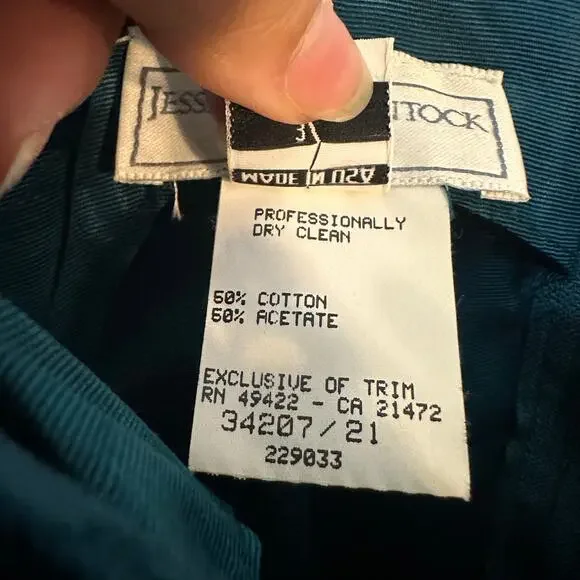 JESS ITOCK
MADE IN USA
PROFESSIONALLY
DRY CLEAN
50% COTTON
50% ACETATE
EXCLUSIVE OF TRIM
RN 49422 - CA 21472
34207/21
229033